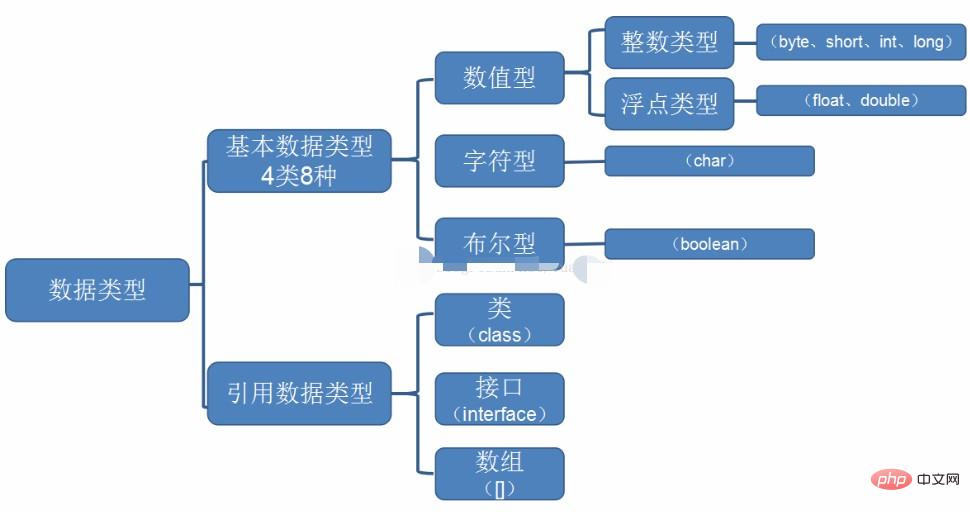 整数类型
（byte、short、int、long）
数值型
浮点类型
（float、double）
基本数据类型
4类8种
字符型
（char）
布尔型
（boolean）
数据类型
类
（class）
引用数据类型
接口
（interface）
数组
（[]）
php 中文网